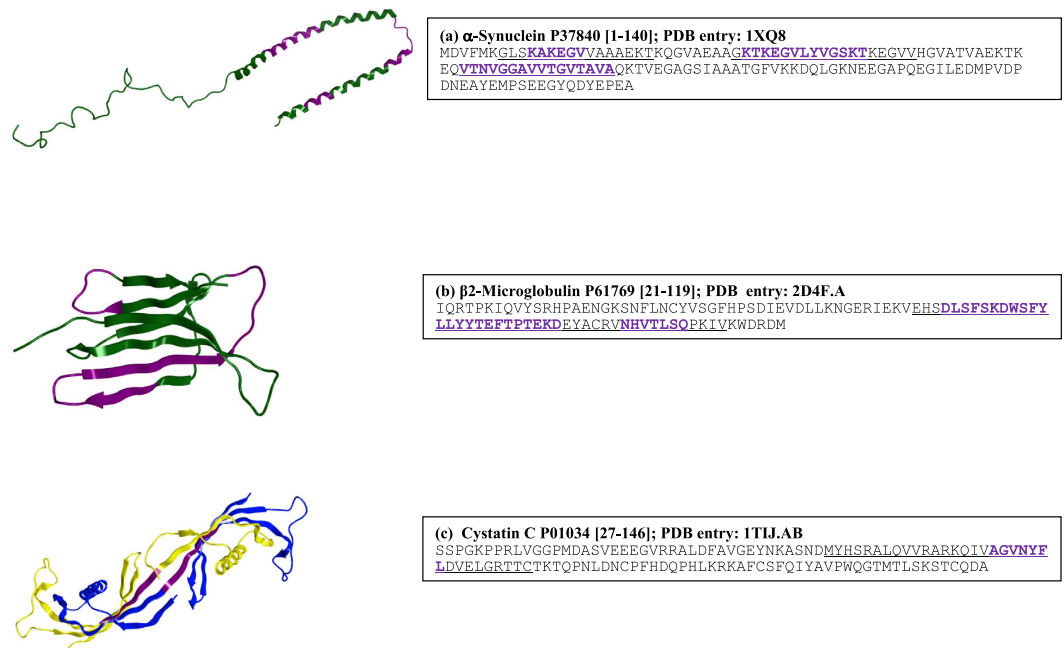 (a) α-Synuclein P37840 [1-140]; PDB entry: 1XQ8
MDVFMKGLSKAKEGVVAAAEKTKQGVAEAAGKTKEGVLYVGSKTKEGVVHGVATVAEKTK
EQVTNVGGAVVTGVTAVAQKTVEGAGSIAAATGFVKKDQLGKNEEGAPQEGILEDMPVDP
DNEAYEMPSEEGYQDYEPEA
(b) β2-Microglobulin P61769 [21-119]; PDB entry: 2D4F.A
IQRTPKIQVYSRHPAENGKSNFLNCYVSGFHPSDIEVDLLKNGERIEKVEHSDLSFSKDWSFY
LLYYTEFTPTEKDEYACRVNHVTLSQPKIVKWDRDM
(c) Cystatin C P01034 [27-146]; PDB entry: 1TIJ.AB
SSPGKPPRLVGGPMDASVEEEGVRRALDFAVGEYNKASNDMYHSRALQVVRARKQIVAGVNYF
LDVELGRTTCTKTQPNLDNCPFHDQPHLKRKAFCSFQIYAVPWQGTMTLSKSTCQDA